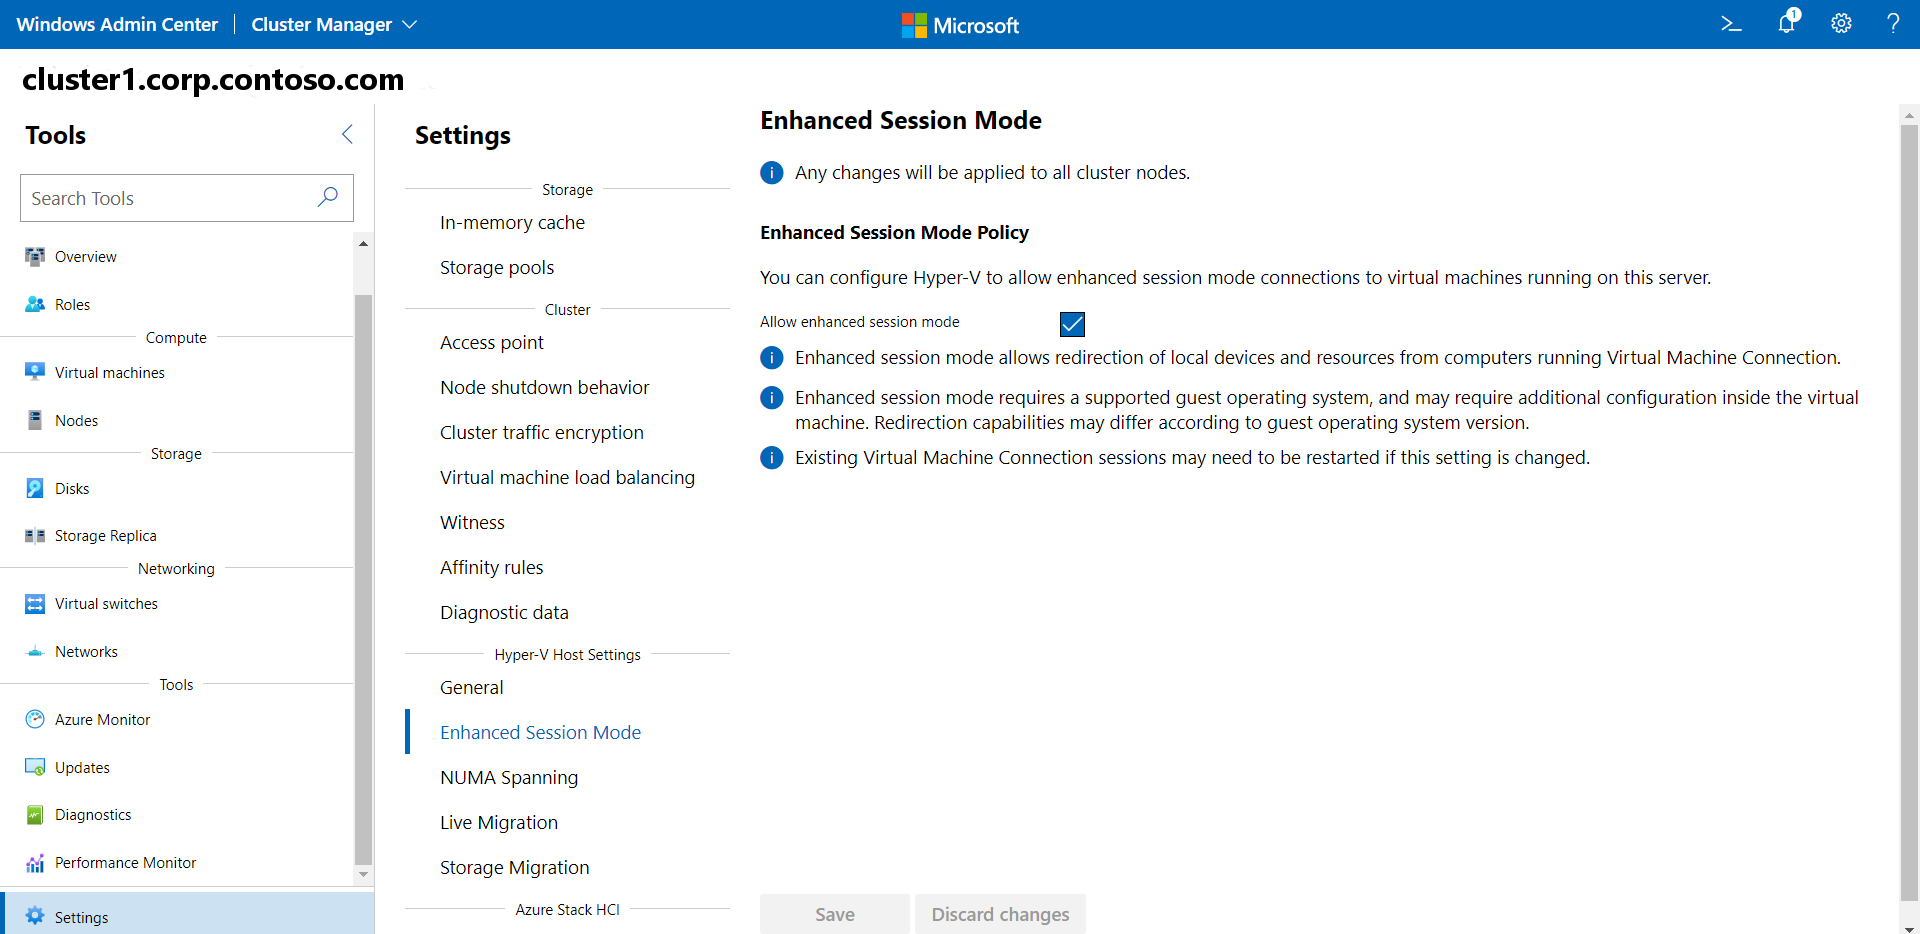 Windows Admin Center
Cluster Manager
Microsoft
1
cluster1.corp.contoso.com
Tools
Search Tools
Overview
Roles
Compute
Virtual machines
Nodes
Storage
Disks
Storage Replica
Networking
Virtual switches
Networks
Tools
Azure Monitor
Updates
Diagnostics
Performance Monitor
Settings
Settings
Storage
In-memory cache
Storage pools
Cluster
Access point
Node shutdown behavior
Cluster traffic encryption
Virtual machine load balancing
Witness
Affinity rules
Diagnostic data
Hyper-V Host Settings
General
Enhanced Session Mode
NUMA Spanning
Live Migration
Storage Migration
Azure Stack HCI
Enhanced Session Mode
Any changes will be applied to all cluster nodes.
Enhanced Session Mode Policy
You can configure Hyper-V to allow enhanced session mode connections to virtual machines running on this server.
Allow enhanced session mode
Enhanced session mode allows redirection of local devices and resources from computers running Virtual Machine Connection.
Enhanced session mode requires a supported guest operating system, and may require additional configuration inside the virtual
machine. Redirection capabilities may differ according to guest operating system version.
Existing Virtual Machine Connection sessions may need to be restarted if this setting is changed.
Save
Discard changes